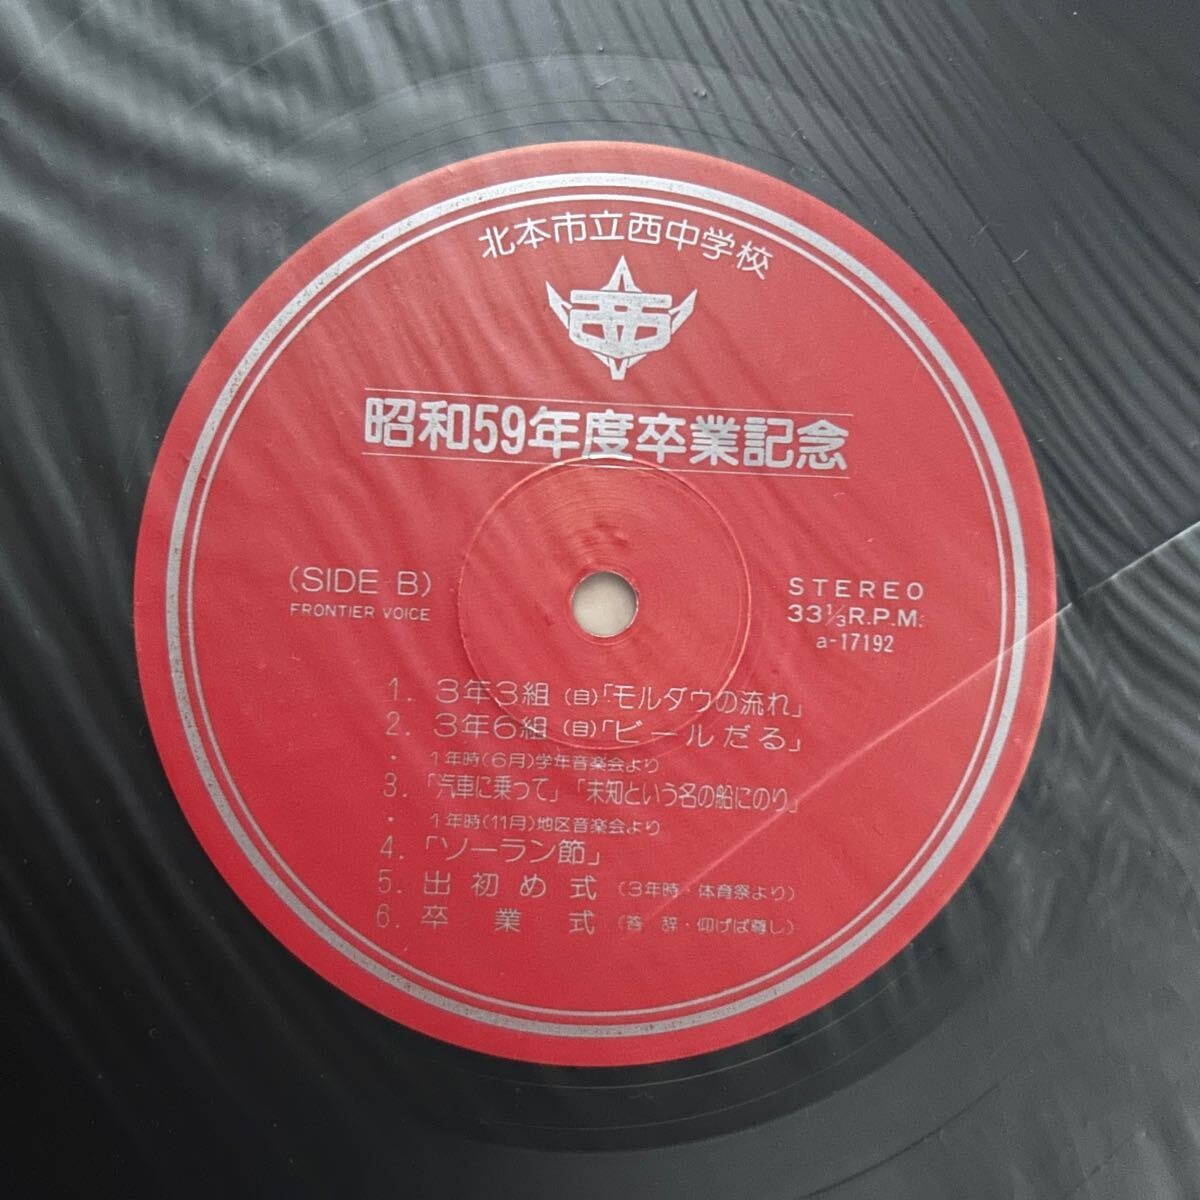 北本市立西中学校
西
昭和59年度卒業記念
(SIDE B)
FRONTIER VOICE
STEREO
33⅓R.P.M.
a-17192
1. 3年3組(自)「モルダウの流れ」
2. 3年6組(自)「ビールだる」
・ 1年時(6月)学年音楽会より
3. 「汽車に乗って」「未知という名の船にのり」
・ 1年時(11月)地区音楽会より
4. 「ソーラン節」
5. 出初め式(3年時・体育祭より)
6. 卒業式(答辞・仰げば尊し)